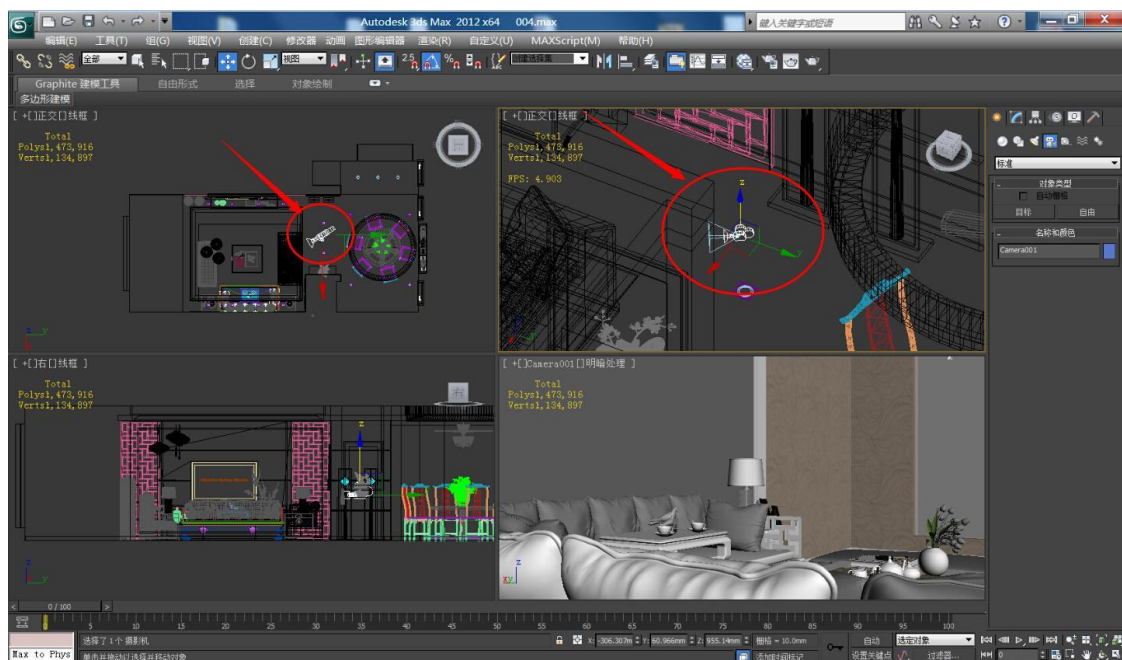 Autodesk 3ds Max 2012 x64 004.max
键入关键字或短语
编辑(E) 工具(T) 组(G) 视图(V) 创建(C) 修改器 动画 图形编辑器 渲染(R) 自定义(U) MAXScript(M) 帮助(H)
全部
视图
2.5
创建选择集
Graphite 建模工具 自由形式 选择 对象绘制
多边形建模
[ +[]正交[]线框 ]
Total
Polys1,473,916
Verts1,134,897
[ +[]正交[]线框 ]
Total
Polys1,473,916
Verts1,134,897
FPS: 4.903
z
标准
对象类型
自动栅格
目标 自由
名称和颜色
Camera001
[ +[]右[]线框 ]
Total
Polys1,473,916
Verts1,134,897
右
z
[ +[]Camera001[]明暗处理 ]
Total
Polys1,473,916
Verts1,134,897
0 / 100
0 5 10 15 20 25 30 35 40 45 50 55 60 65 70 75 80 85 90 95 100
选择了 1 个 摄影机
X: -306.307m Y: 60.966mm Z: 955.14mm 栅格 = 10.0mm
自动 选定对象
Max to Phys
单击并拖动以选择并移动对象
添加时间标记
设置关键点 过滤器...
0